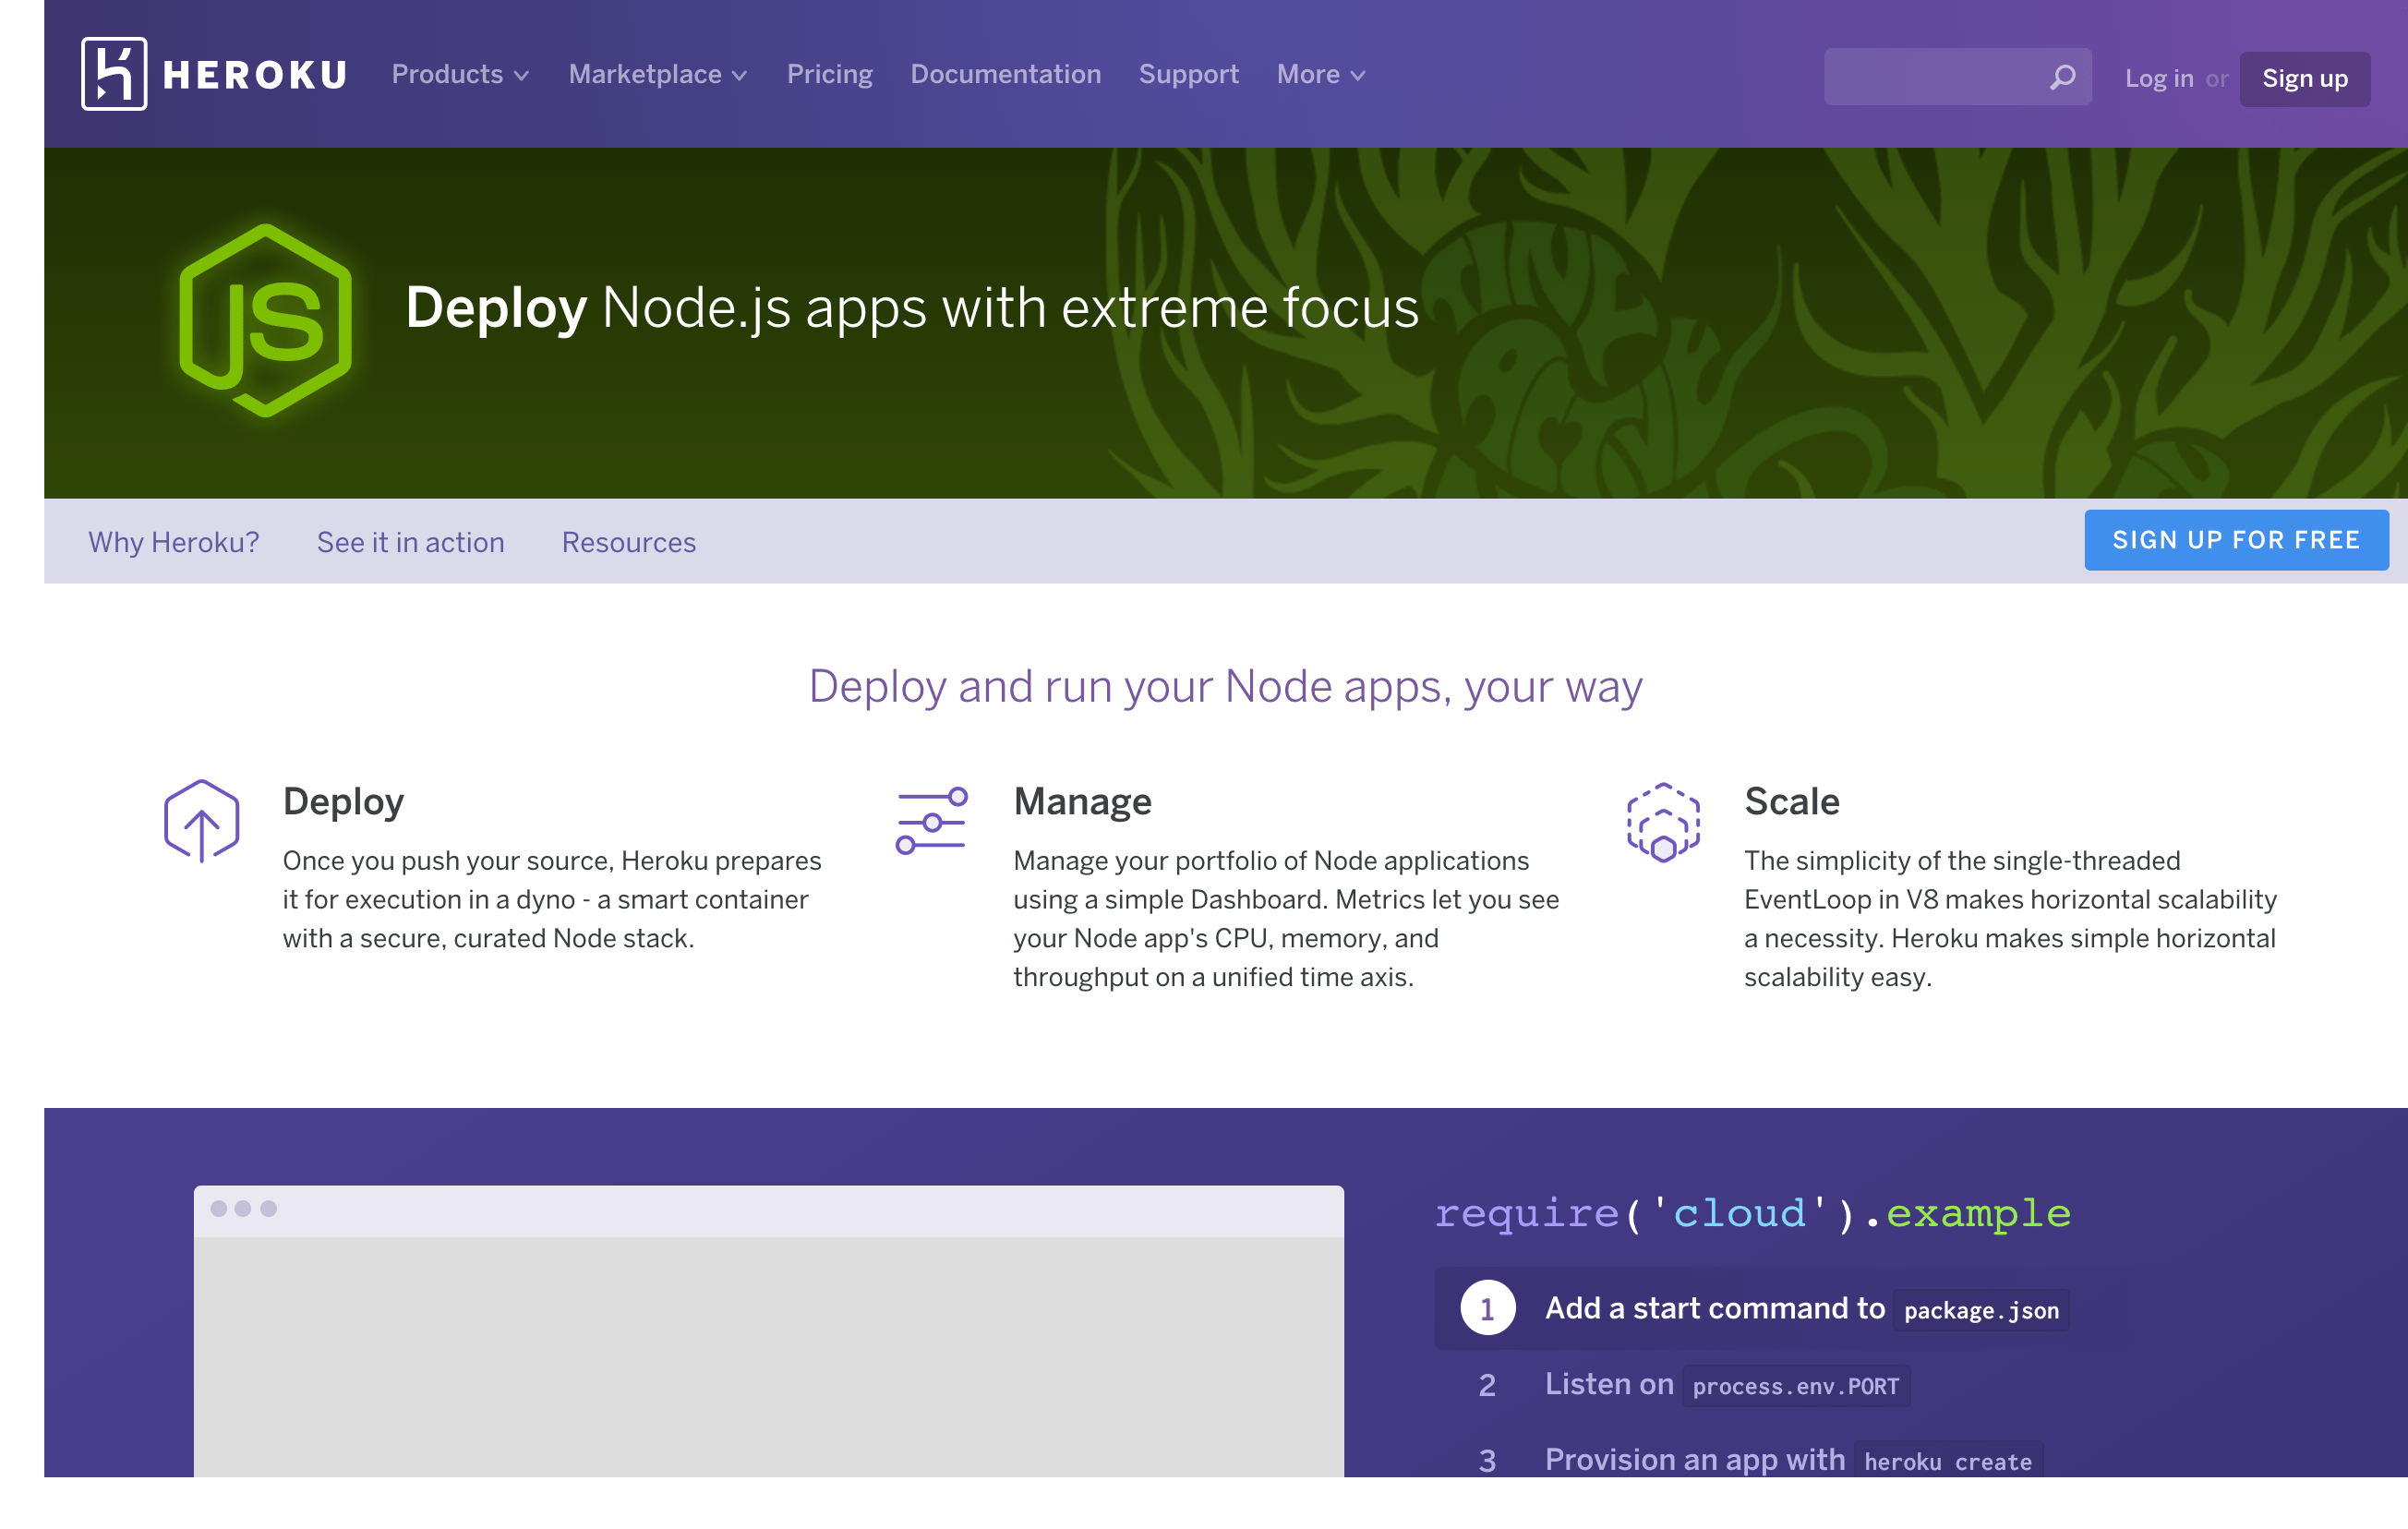 HEROKU Products Marketplace Pricing Documentation Support More Log in or Sign up
JS
Deploy Node.js apps with extreme focus
Why Heroku? See it in action Resources SIGN UP FOR FREE
Deploy and run your Node apps, your way
Deploy
Once you push your source, Heroku prepares
it for execution in a dyno - a smart container
with a secure, curated Node stack.
Manage
Manage your portfolio of Node applications
using a simple Dashboard. Metrics let you see
your Node app's CPU, memory, and
throughput on a unified time axis.
Scale
The simplicity of the single-threaded
EventLoop in V8 makes horizontal scalability
a necessity. Heroku makes simple horizontal
scalability easy.
require('cloud').example
1 Add a start command to package.json
2 Listen on process.env.PORT
3 Provision an app with heroku create